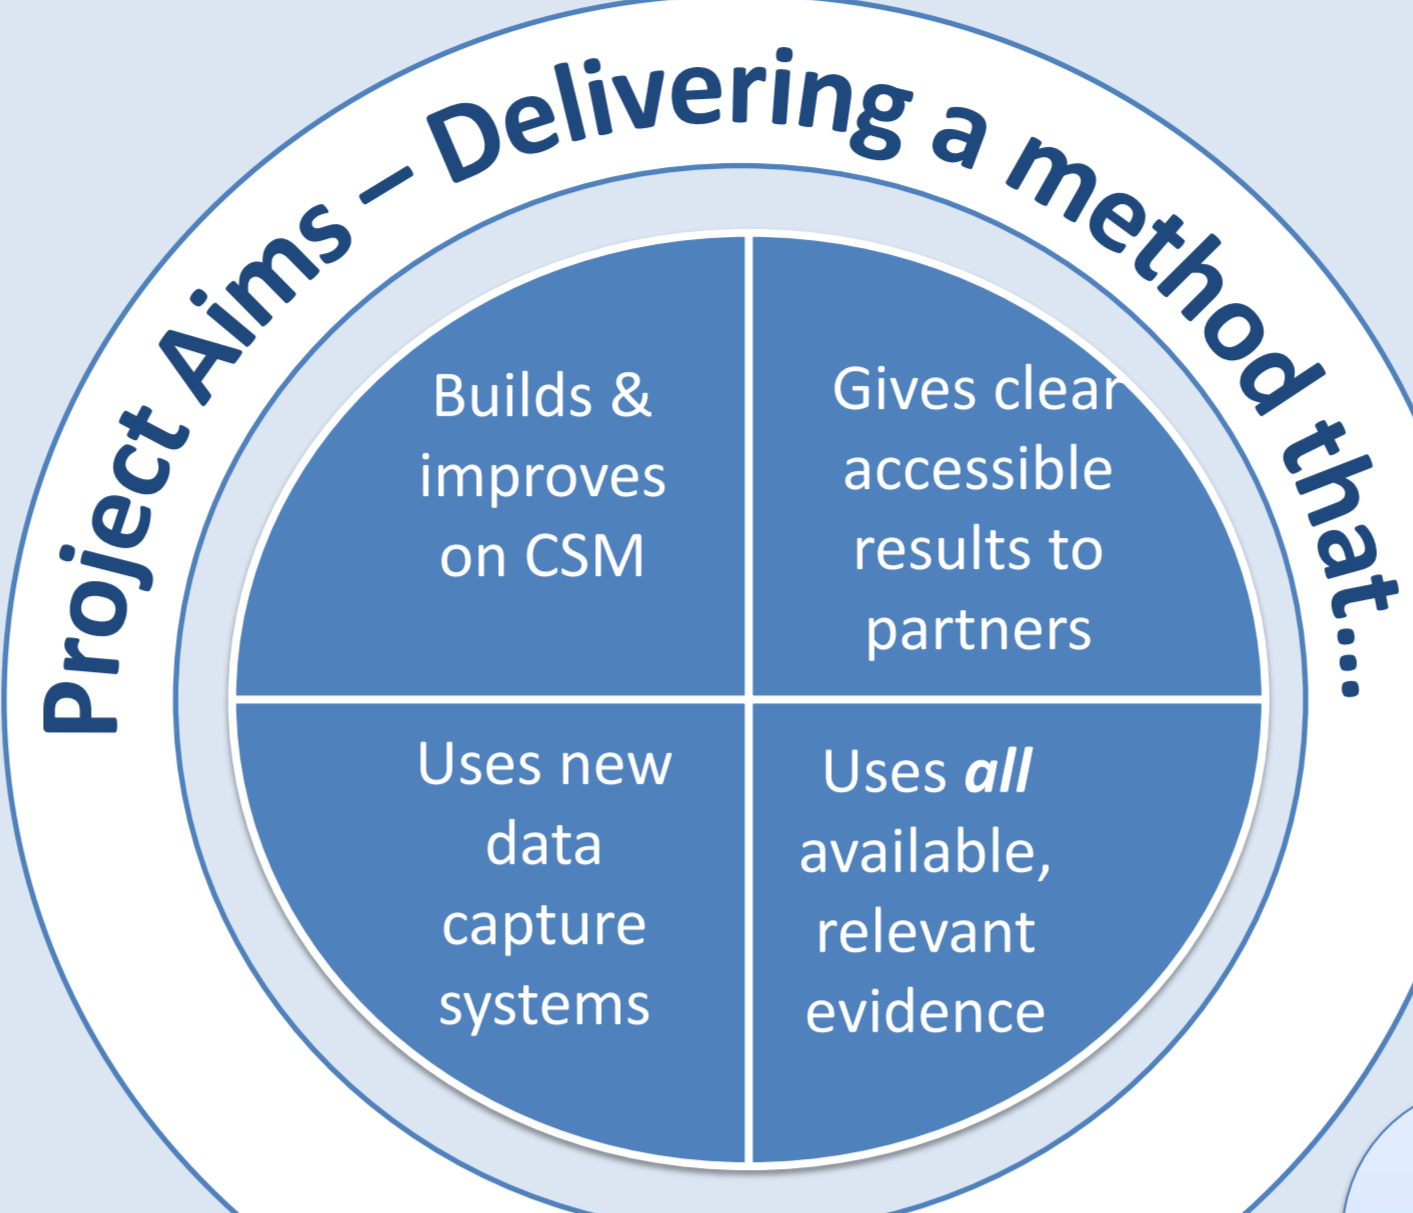 Project Aims – Delivering a method that...
Builds &
improves
on CSM
Gives clear
accessible
results to
partners
Uses new
data
capture
systems
Uses all
available,
relevant
evidence